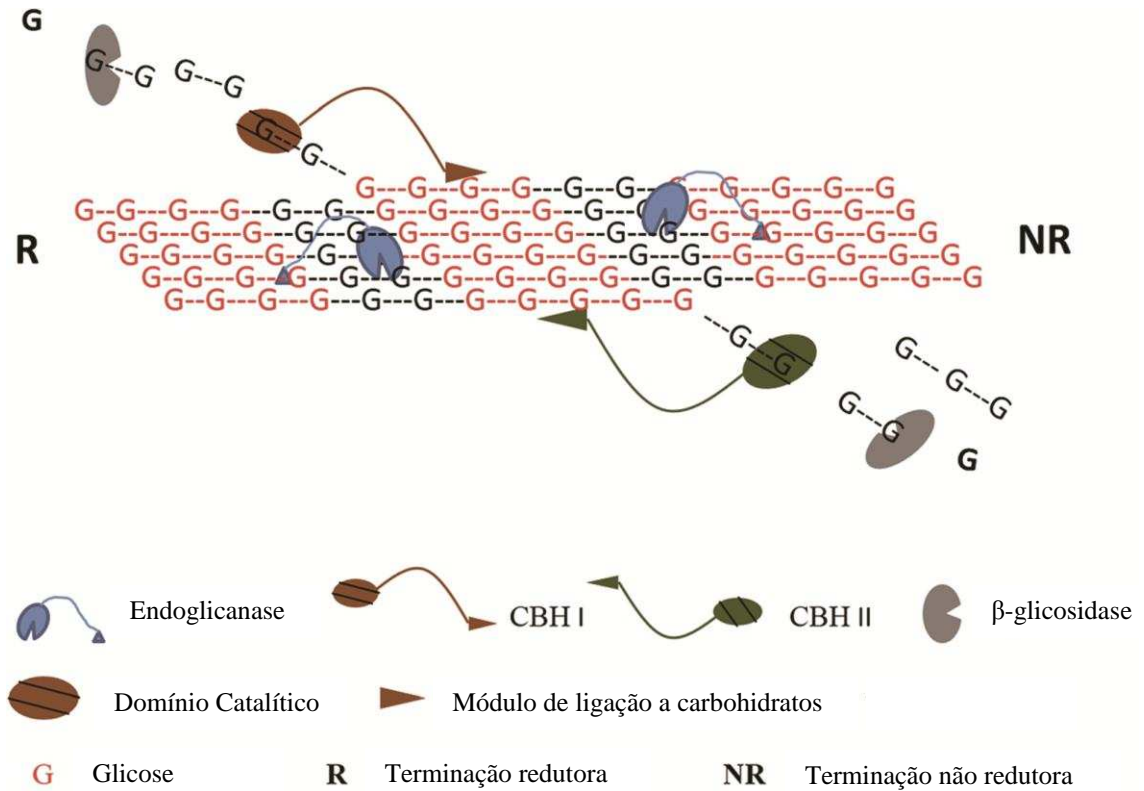 G
G----G G---G
G---G---
G---G---G---G---G---G---G---G---G---G---G
G---G---G---G---G---G---G---G---G---G---G---G---G---G---G---G---G
R G---G---G---G---G---G---G---G---G---G---G---G---G---G---G---G---G NR
G---G---G---G---G---G---G---G---G---G---G---G---G---G---G---G
G---G---G---G---G---G---G---G---G---G---G---G---G---G---G---G---G
G---G---G---G---G---G---G---G---G---G---G
---G---G G---G---G
G---G G
Endoglicanase CBH I CBH II β-glicosidase
Domínio Catalítico Módulo de ligação a carbohidratos
G Glicose R Terminação redutora NR Terminação não redutora